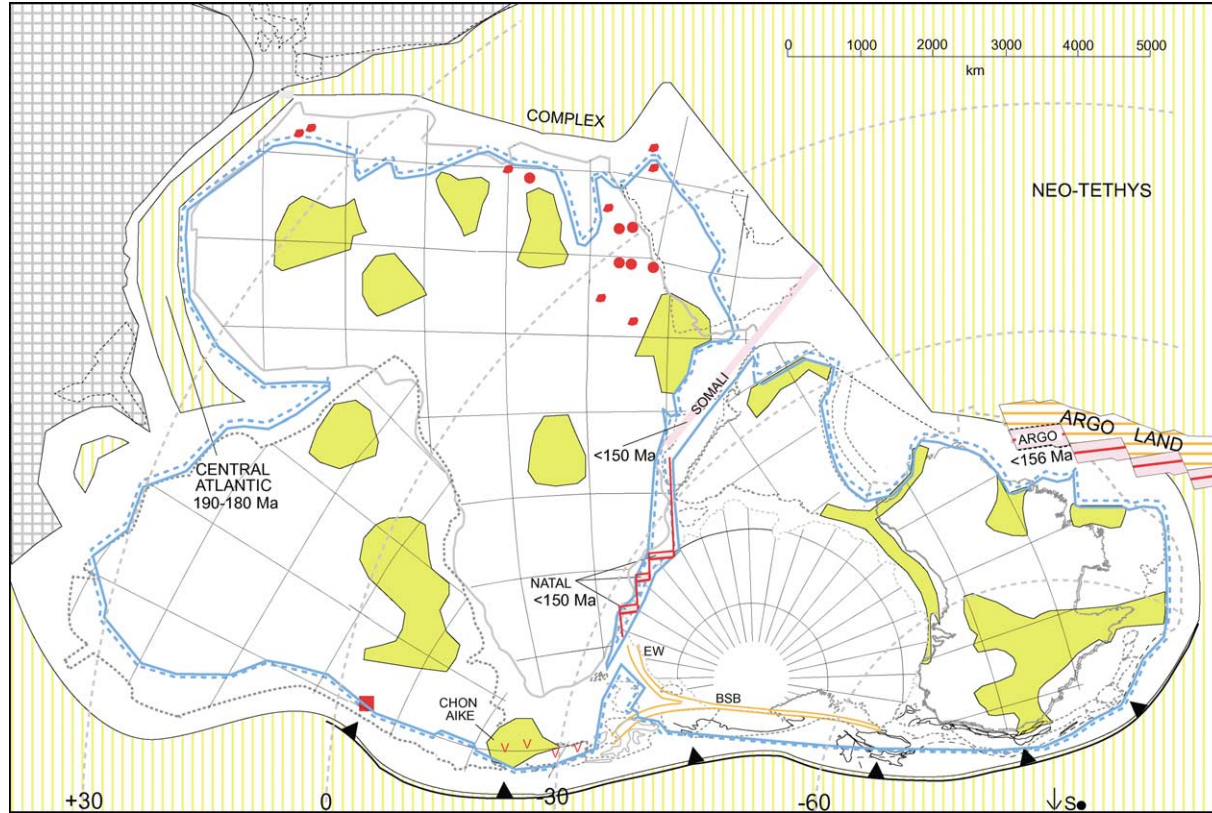 0 1000 2000 3000 4000 5000
km
COMPLEX
NEO-TETHYS
SOMALI
<150 Ma
ARGO LAND
ARGO
<156 Ma
CENTRAL
ATLANTIC
190-180 Ma
NATAL
<150 Ma
EW
BSB
CHON
AIKE
V V V V
+30 0 -30 -60 S